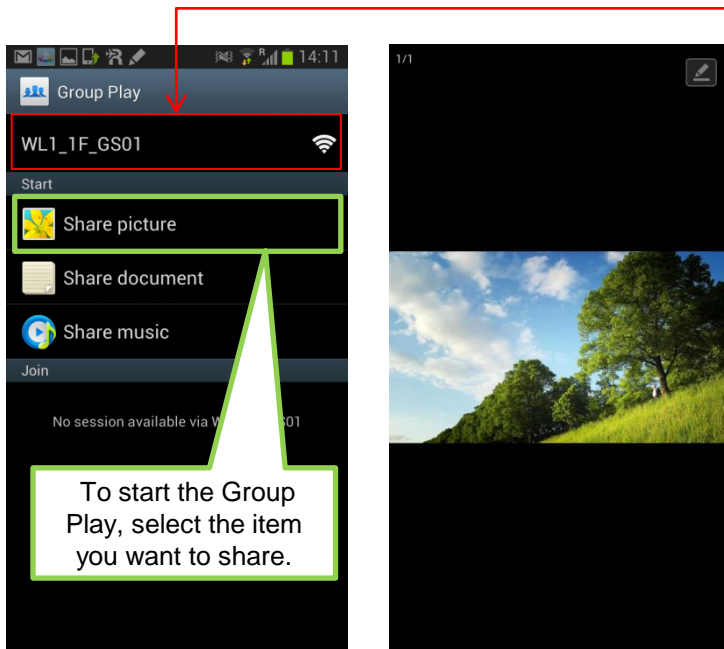 14:11
1/1
Group Play
WL1_1F_GS01
Start
Share picture
Share document
Share music
Join
No session available via W S01
To start the Group
Play, select the item
you want to share.